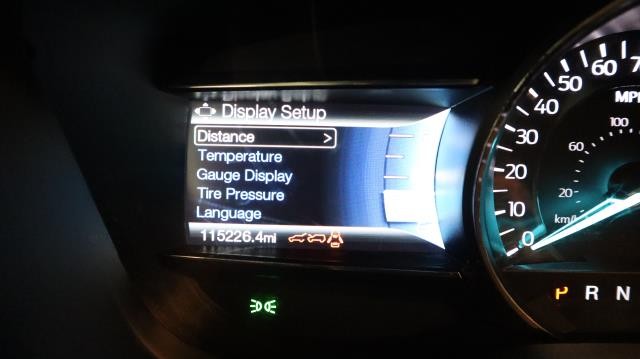 Display Setup
Distance >
Temperature
Gauge Display
Tire Pressure
Language
115226.4mi
0
10
20
30
40
50
60
MPH
20
60
100
km/h
P R N